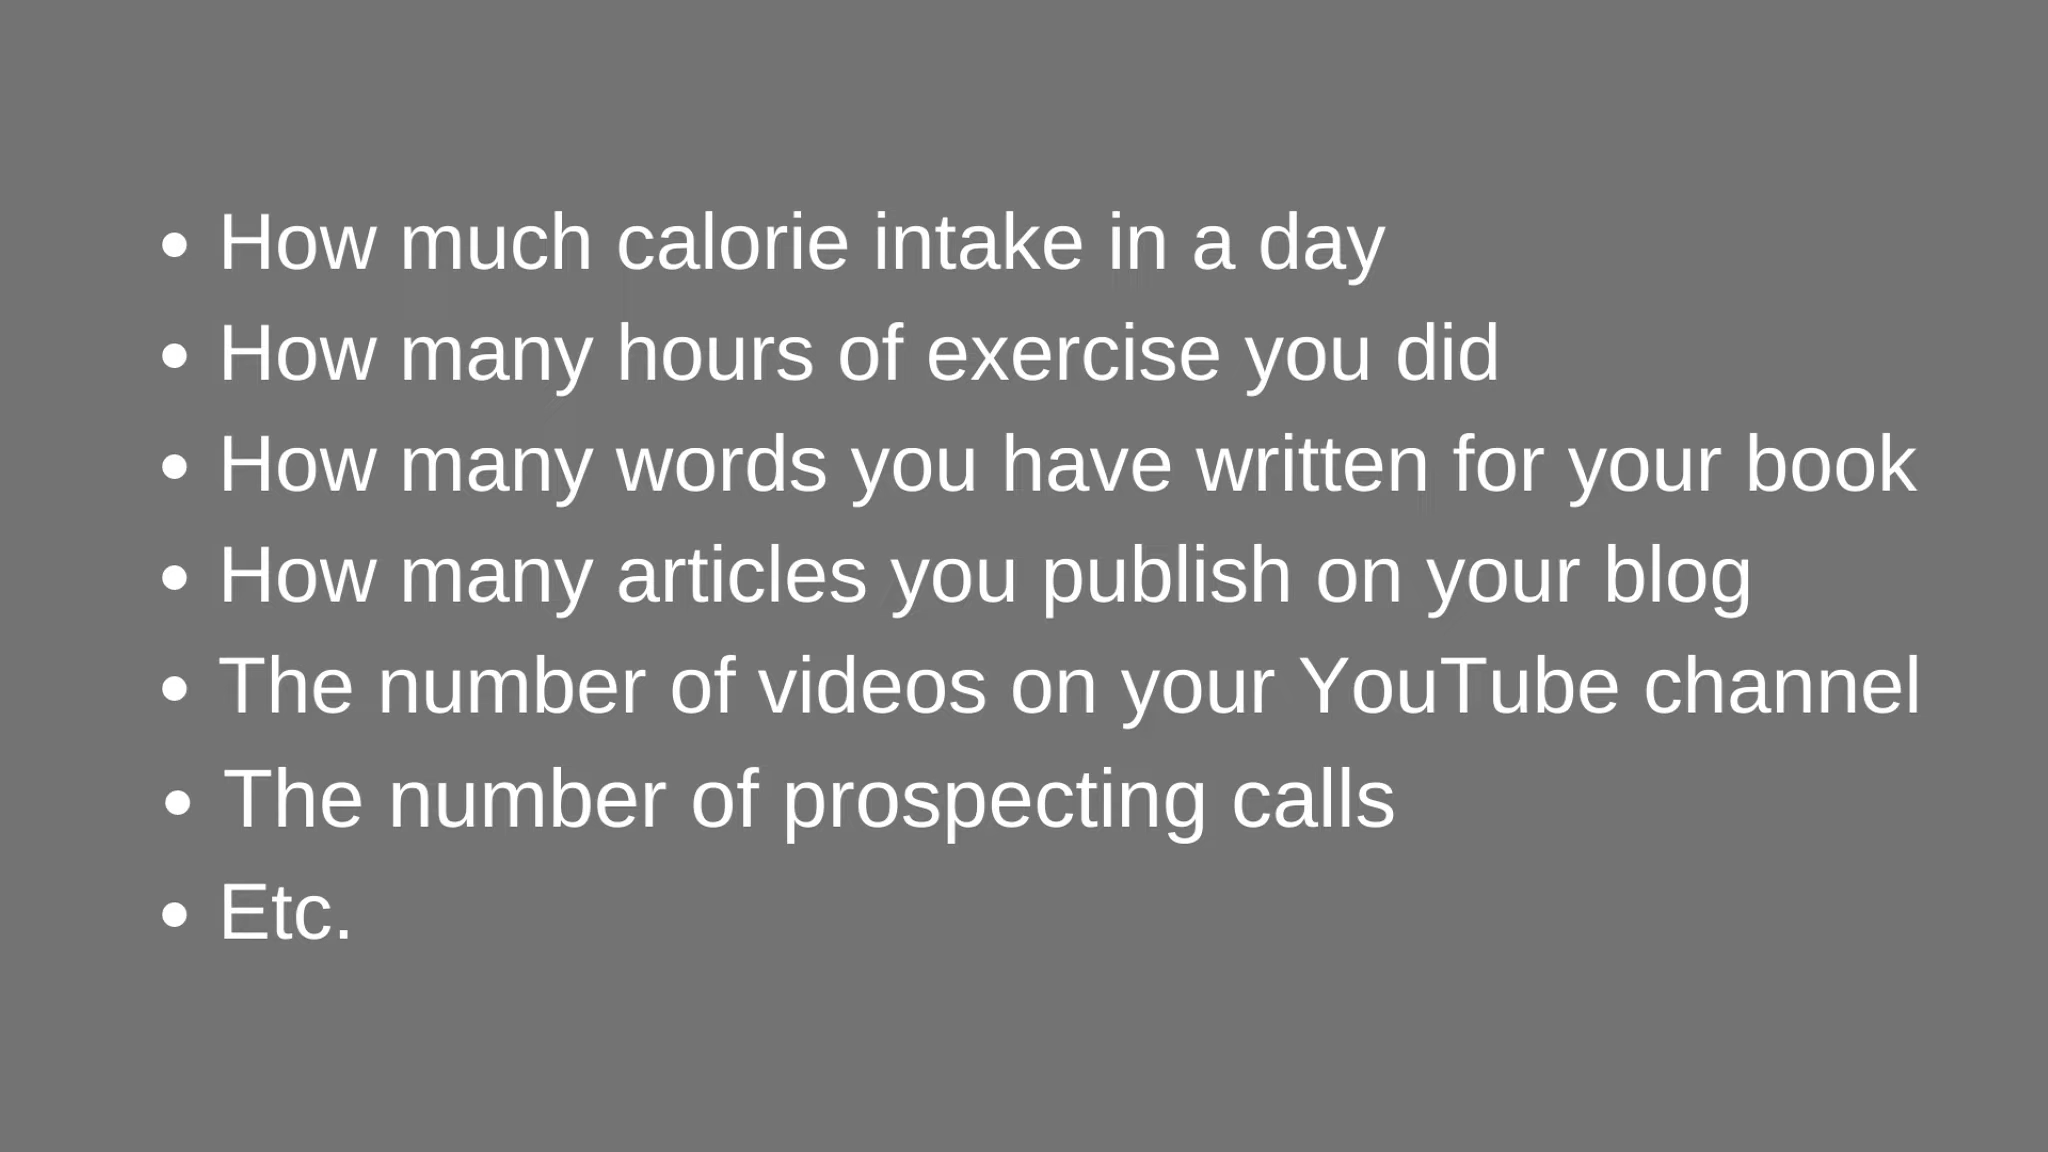 • How much calorie intake in a day
• How many hours of exercise you did
• How many words you have written for your book
• How many articles you publish on your blog
• The number of videos on your YouTube channel
• The number of prospecting calls
• Etc.